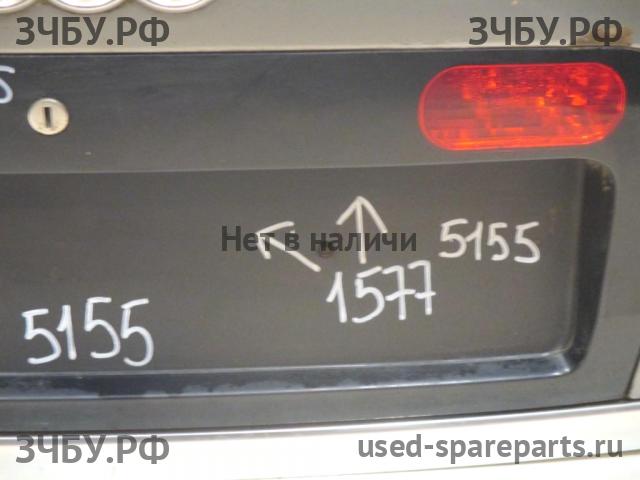 ЗЧБУ.РФ ЗЧБУ.РФ
Нет в наличи
5155
1577
5155
ЗЧБУ.РФ used-spareparts.ru